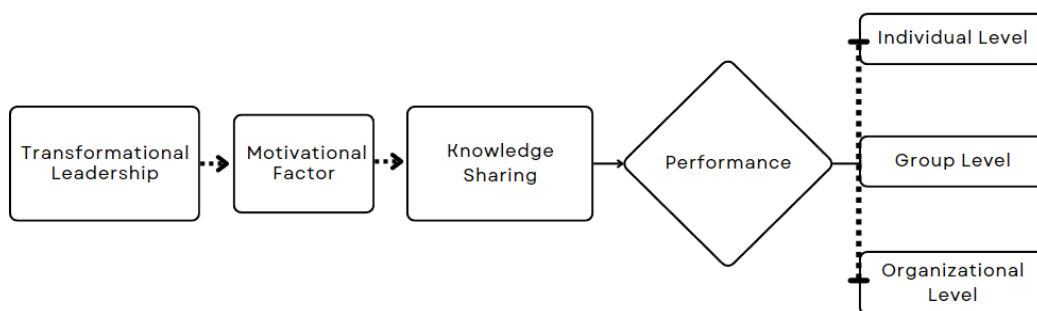 Transformational
Leadership
Motivational
Factor
Knowledge
Sharing
Performance
Individual Level
Group Level
Organizational
Level